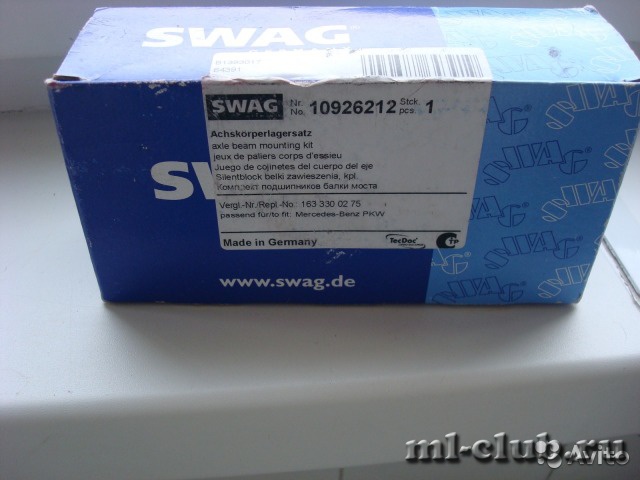 SWAG
SWAG Nr. No. 10926212 Stck. pcs. 1
Achskörperlagersatz
axle beam mounting kit
jeux de paliers corps d'essieu
Juego de cojinetes del cuerpo del eje
Silentblock belki zawieszenia, kpl.
Комплект подшипников балки моста
Vergl.-Nr/Repl-No.: 163 330 02 75
passend für/to fit: Mercedes-Benz PKW
Made in Germany
TecDoc
www.swag.de
SWAG
ml-club.ru
Avito